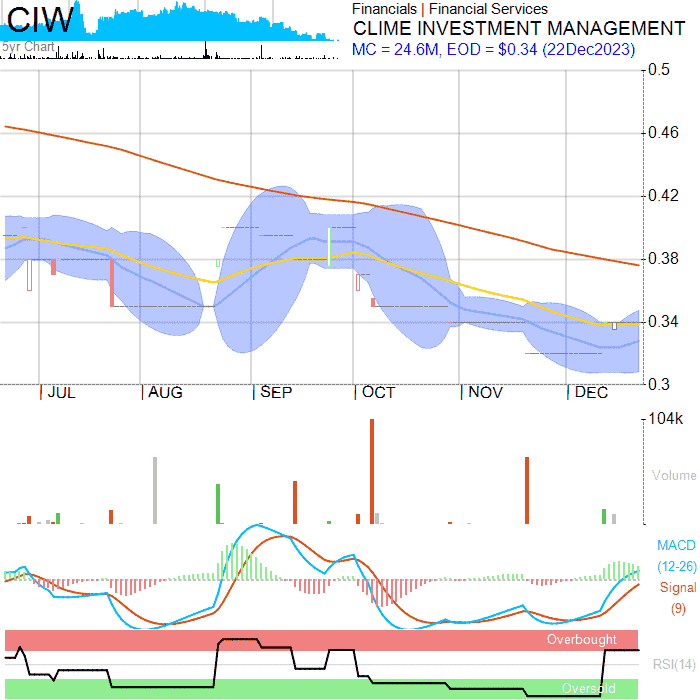 CIW
5yr Chart
Financials | Financial Services
CLIME INVESTMENT MANAGEMENT
MC = 24.6M, EOD = $0.34 (22Dec2023)
0.5
0.46
0.42
0.38
0.34
0.3
JUL AUG SEP OCT NOV DEC
104k
Volume
MACD
(12-26)
Signal
(9)
Overbought
RSI(14)
Oversold